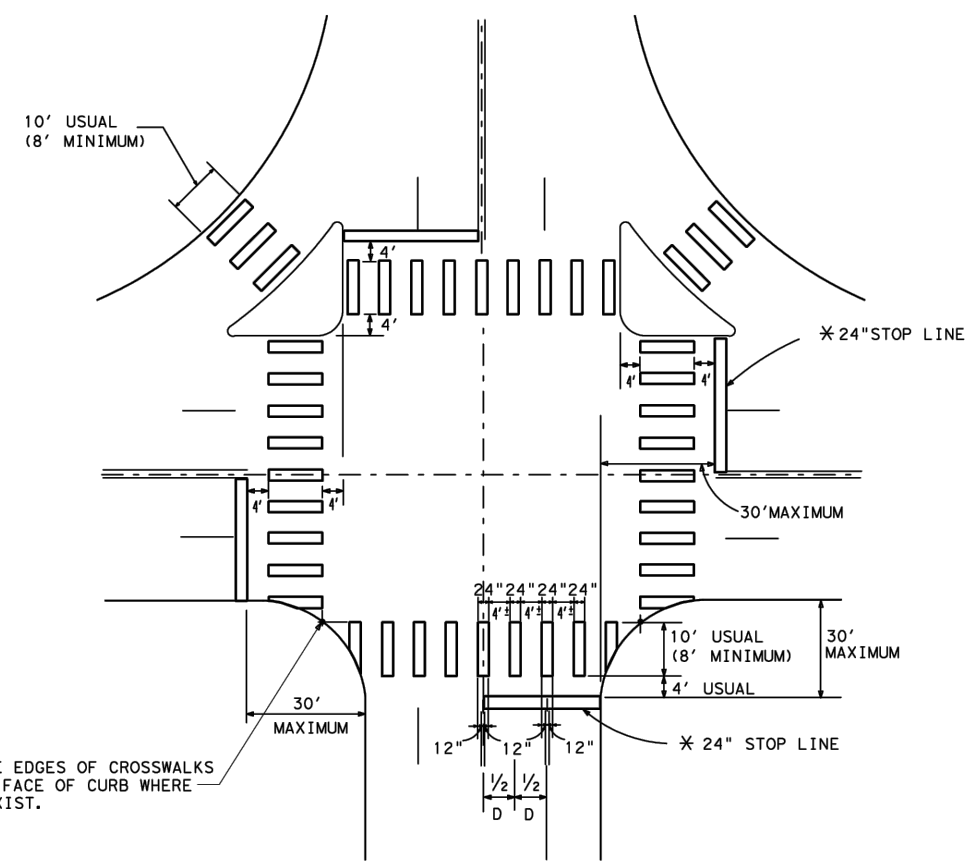 10' USUAL
(8' MINIMUM)
4'
4'
✳ 24" STOP LINE
4'
4'
4'
4'
30' MAXIMUM
24" 24" 24" 24"
4'± 4'± 4'±
10' USUAL
(8' MINIMUM)
30'
MAXIMUM
4' USUAL
30'
MAXIMUM
12" 12" 12"
✳ 24" STOP LINE
EDGES OF CROSSWALKS
FACE OF CURB WHERE
½ ½
D D